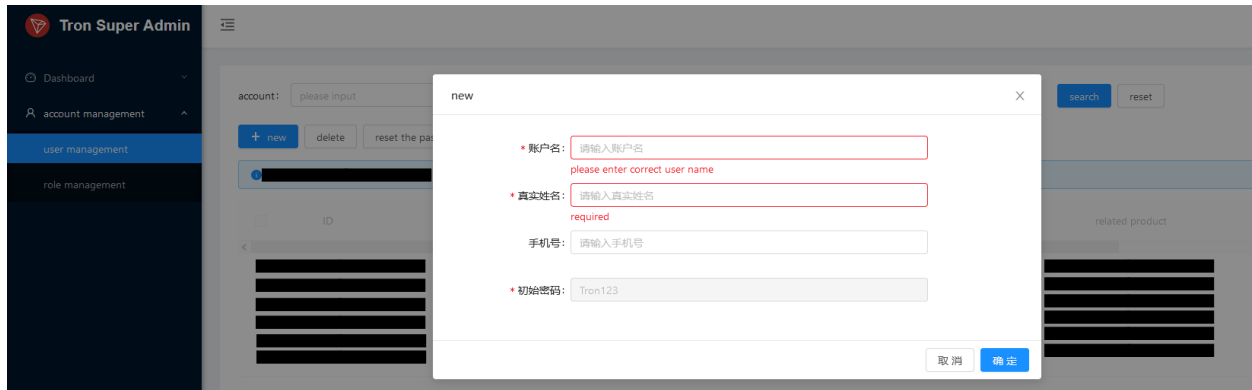 Tron Super Admin
Dashboard
account: please input
new
search reset
account management
+ new delete reset the pas
* 账户名: 请输入账户名
user management
please enter correct user name
role management
* 真实姓名: 请输入真实姓名
required
ID related product
手机号: 请输入手机号
* 初始密码: Tron123
取 消 确 定